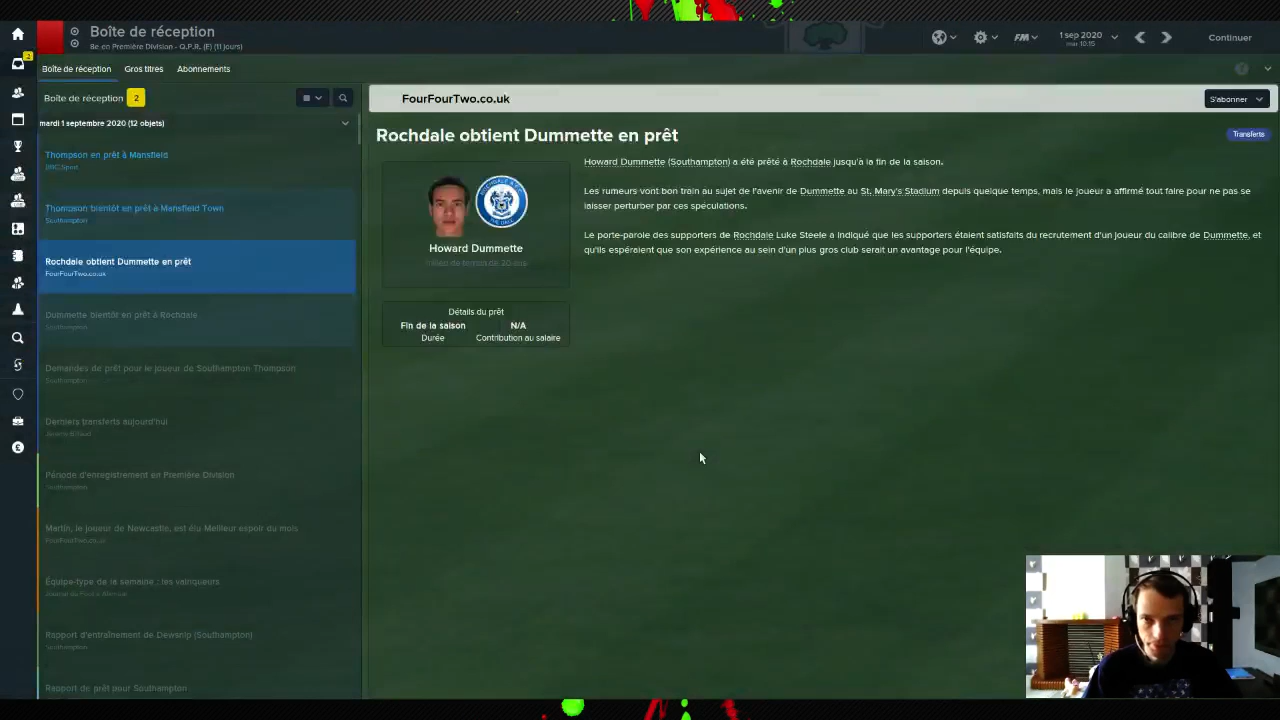 Boîte de réception
8e en Première Division - Q.P.R. (E) (11 jours)
FM
1 sep 2020
mar 10:15
Continuer
2
Boîte de réception
Gros titres
Abonnements
Boîte de réception 2
mardi 1 septembre 2020 (12 objets)
Thompson en prêt à Mansfield
BBC Sport
Thompson bientôt en prêt à Mansfield Town
Southampton
Rochdale obtient Dummette en prêt
FourFourTwo.co.uk
Dummette bientôt en prêt à Rochdale
Southampton
Demandes de prêt pour le joueur de Southampton Thompson
Southampton
Derniers transferts aujourd'hui
Période d'enregistrement en Première Division
Southampton
Martin, le joueur de Newcastle, est élu Meilleur espoir du mois
FourFourTwo.co.uk
Équipe-type de la semaine : les vainqueurs
Rapport d'entraînement de Dewsnip (Southampton)
Southampton
Rapport de prêt pour Southampton
FourFourTwo.co.uk
S'abonner
Rochdale obtient Dummette en prêt
Transferts
Howard Dummette
Milieu de terrain de 20 ans
Détails du prêt
Fin de la saison
N/A
Durée
Contribution au salaire
Howard Dummette (Southampton) a été prêté à Rochdale jusqu'à la fin de la saison.
Les rumeurs vont bon train au sujet de l'avenir de Dummette au St. Mary's Stadium depuis quelque temps, mais le joueur a affirmé tout faire pour ne pas se
laisser perturber par ces spéculations.
Le porte-parole des supporters de Rochdale Luke Steele a indiqué que les supporters étaient satisfaits du recrutement d'un joueur du calibre de Dummette, et
qu'ils espéraient que son expérience au sein d'un plus gros club serait un avantage pour l'équipe.